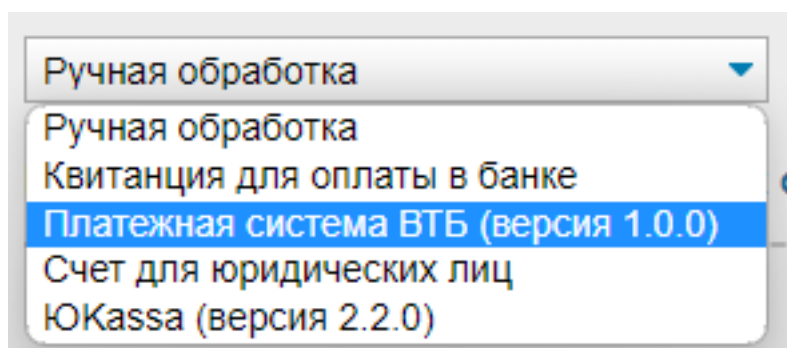 Ручная обработка
Ручная обработка
Квитанция для оплаты в банке
Платежная система ВТБ (версия 1.0.0)
Счет для юридических лиц
ЮKassa (версия 2.2.0)